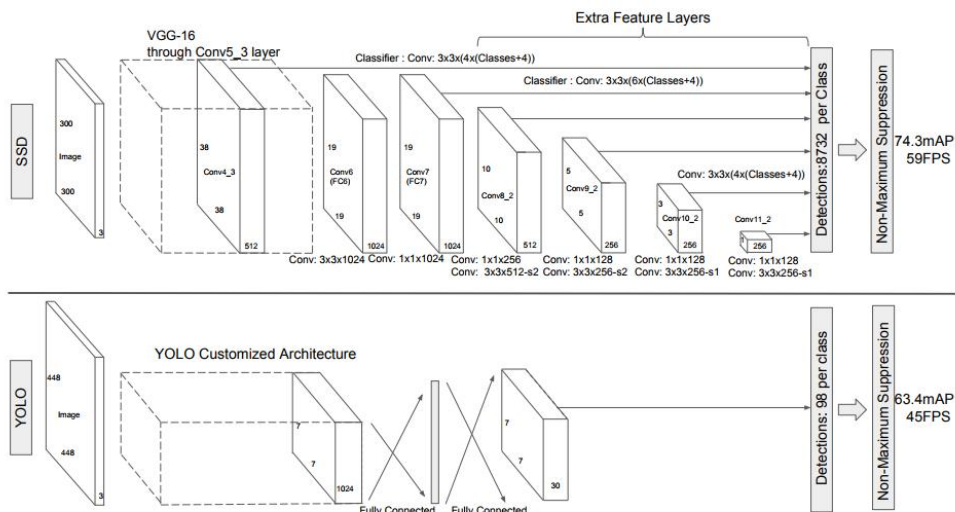 Extra Feature Layers
VGG-16
through Conv5_3 layer
Classifier : Conv: 3x3x(4x(Classes+4))
Classifier : Conv: 3x3x(6x(Classes+4))
SSD
300
Image
300
3
38
Conv4_3
38
512
19
Conv6
(FC6)
19
1024
19
Conv7
(FC7)
19
1024
10
Conv8_2
10
512
5
Conv9_2
5
256
Conv: 3x3x(4x(Classes+4))
3
Conv10_2
3
256
Conv11_2
1
256
Conv: 3x3x1024
Conv: 1x1x1024
Conv: 1x1x256
Conv: 3x3x512-s2
Conv: 1x1x128
Conv: 3x3x256-s2
Conv: 1x1x128
Conv: 3x3x256-s1
Conv: 1x1x128
Conv: 3x3x256-s1
Detections:8732 per Class
Non-Maximum Suppression
74.3mAP
59FPS
YOLO
448
Image
448
3
YOLO Customized Architecture
7
7
1024
Fully Connected
Fully Connected
7
7
30
Detections: 98 per class
Non-Maximum Suppression
63.4mAP
45FPS